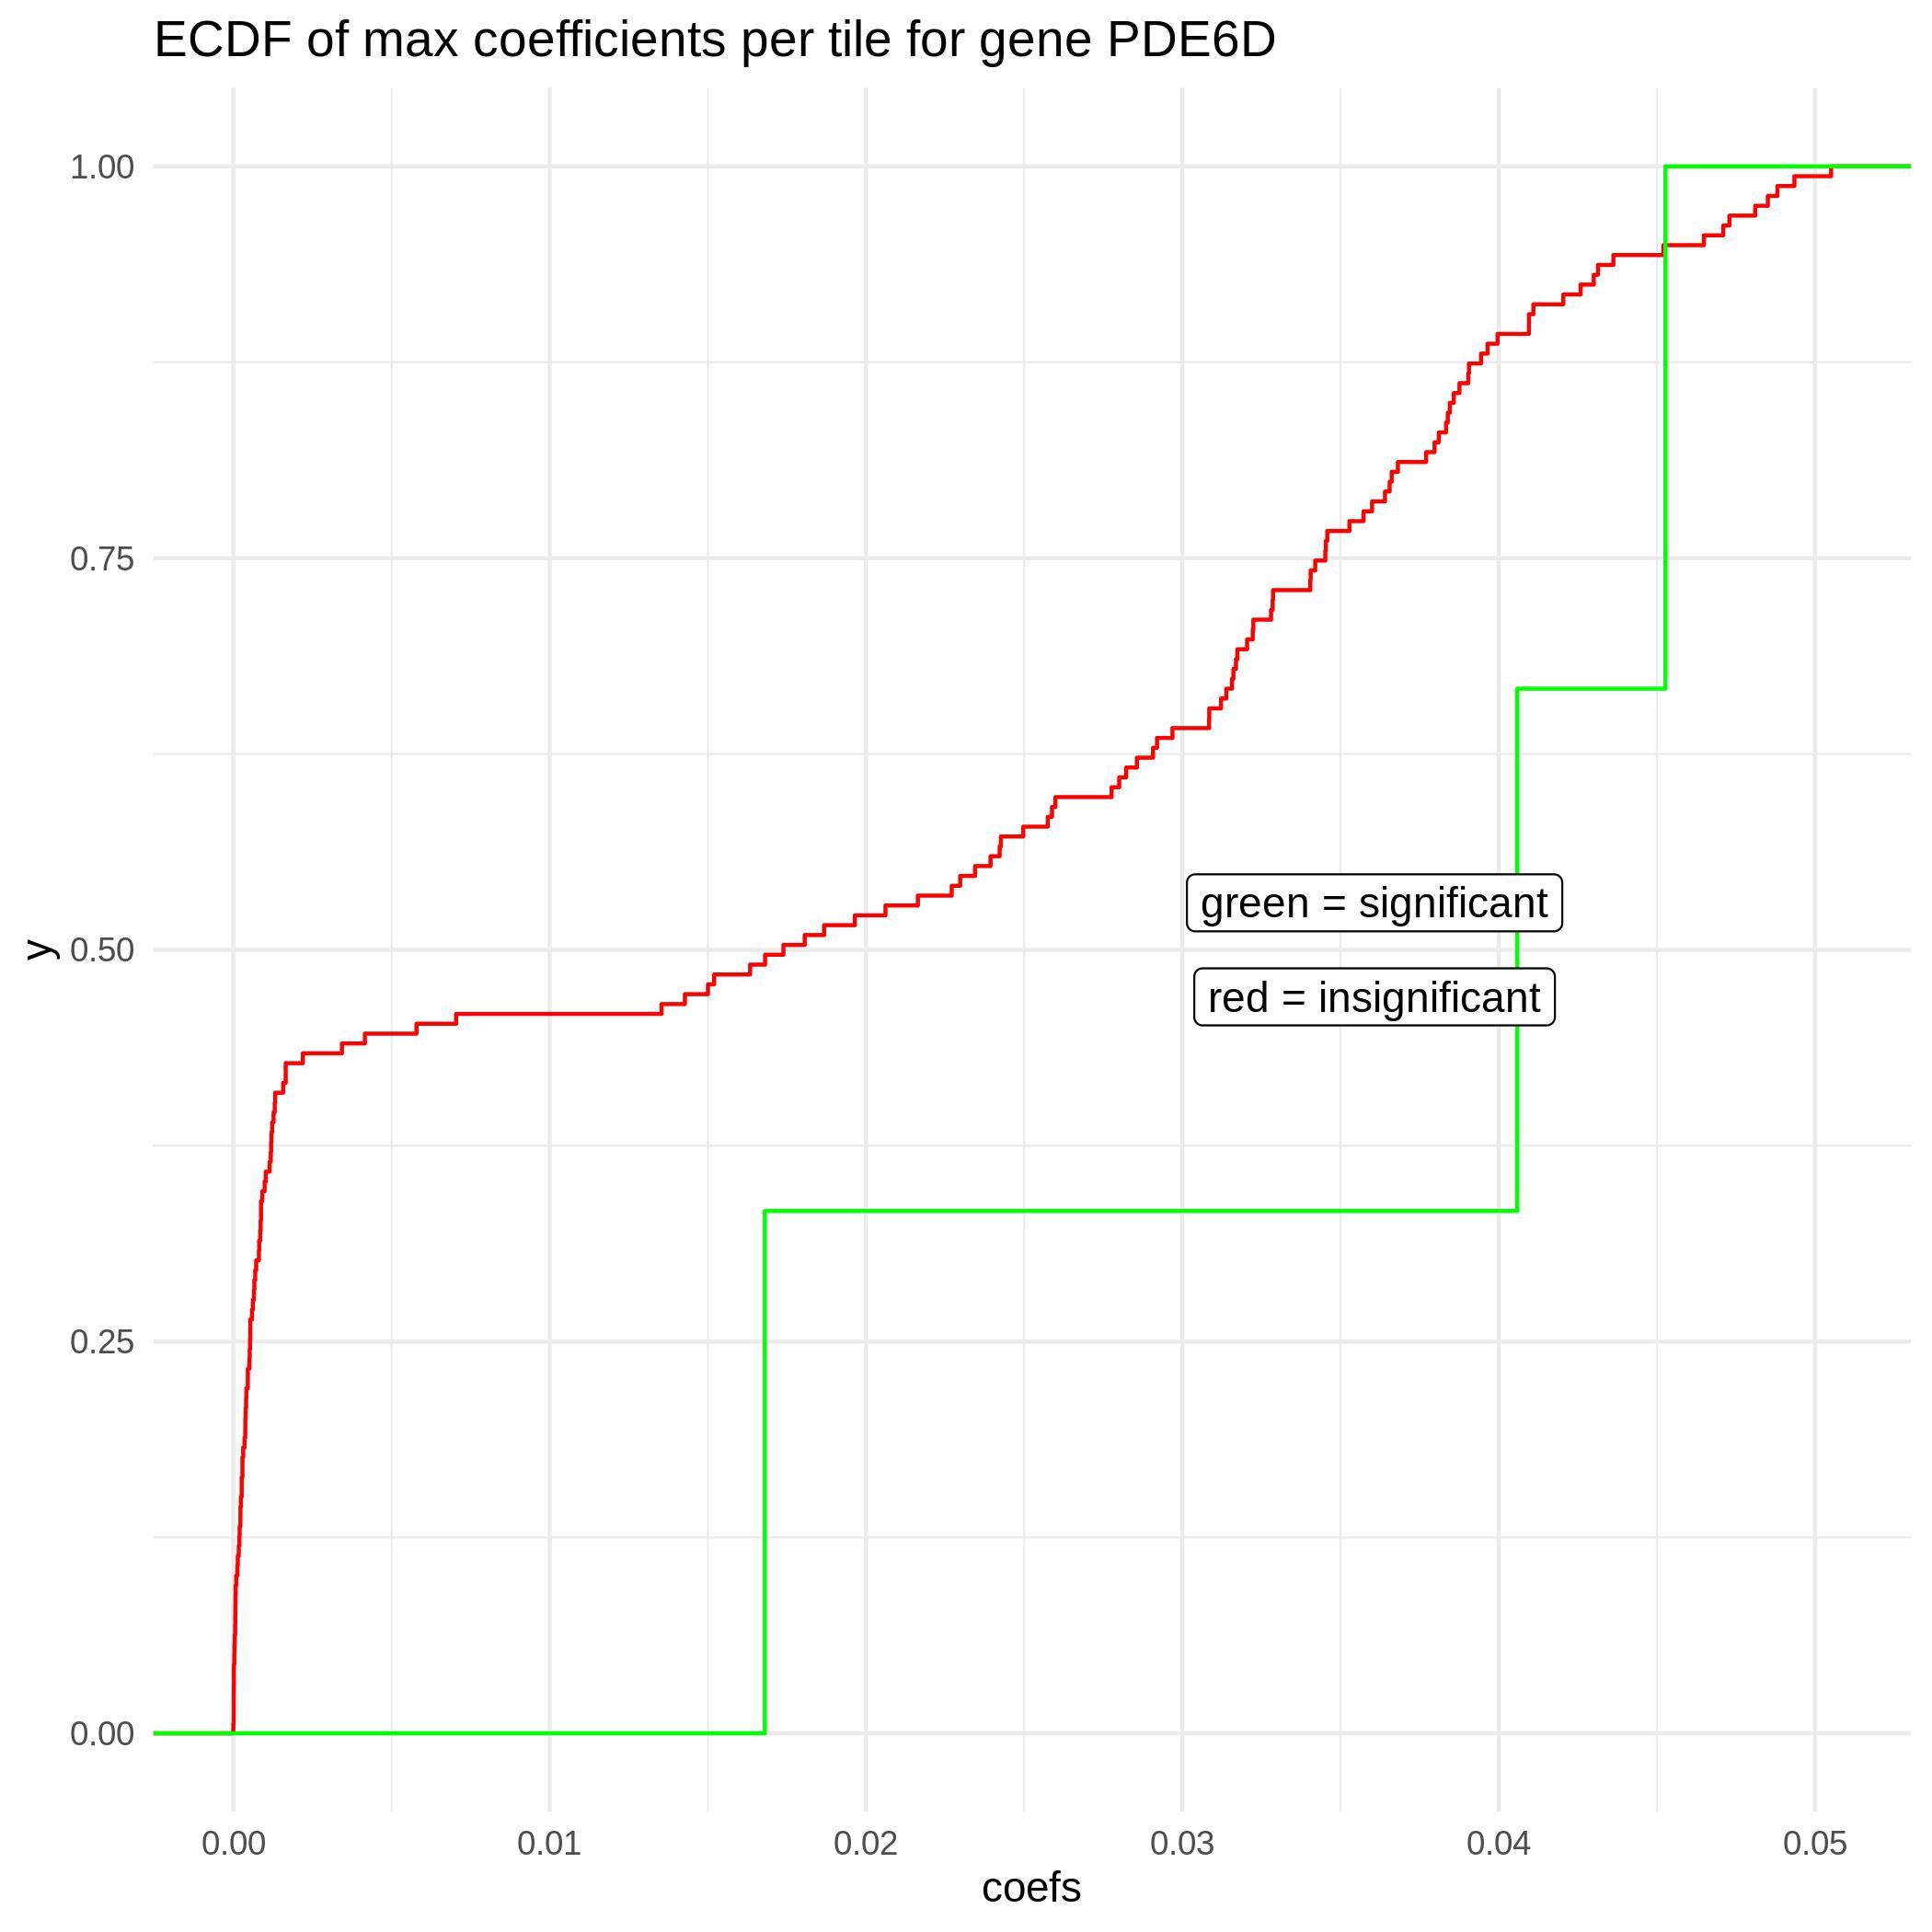 ECDF of max coefficients per tile for gene PDE6D
y
1.00
0.75
0.50
0.25
0.00
green = significant
red = insignificant
0.00 0.01 0.02 0.03 0.04 0.05
coefs